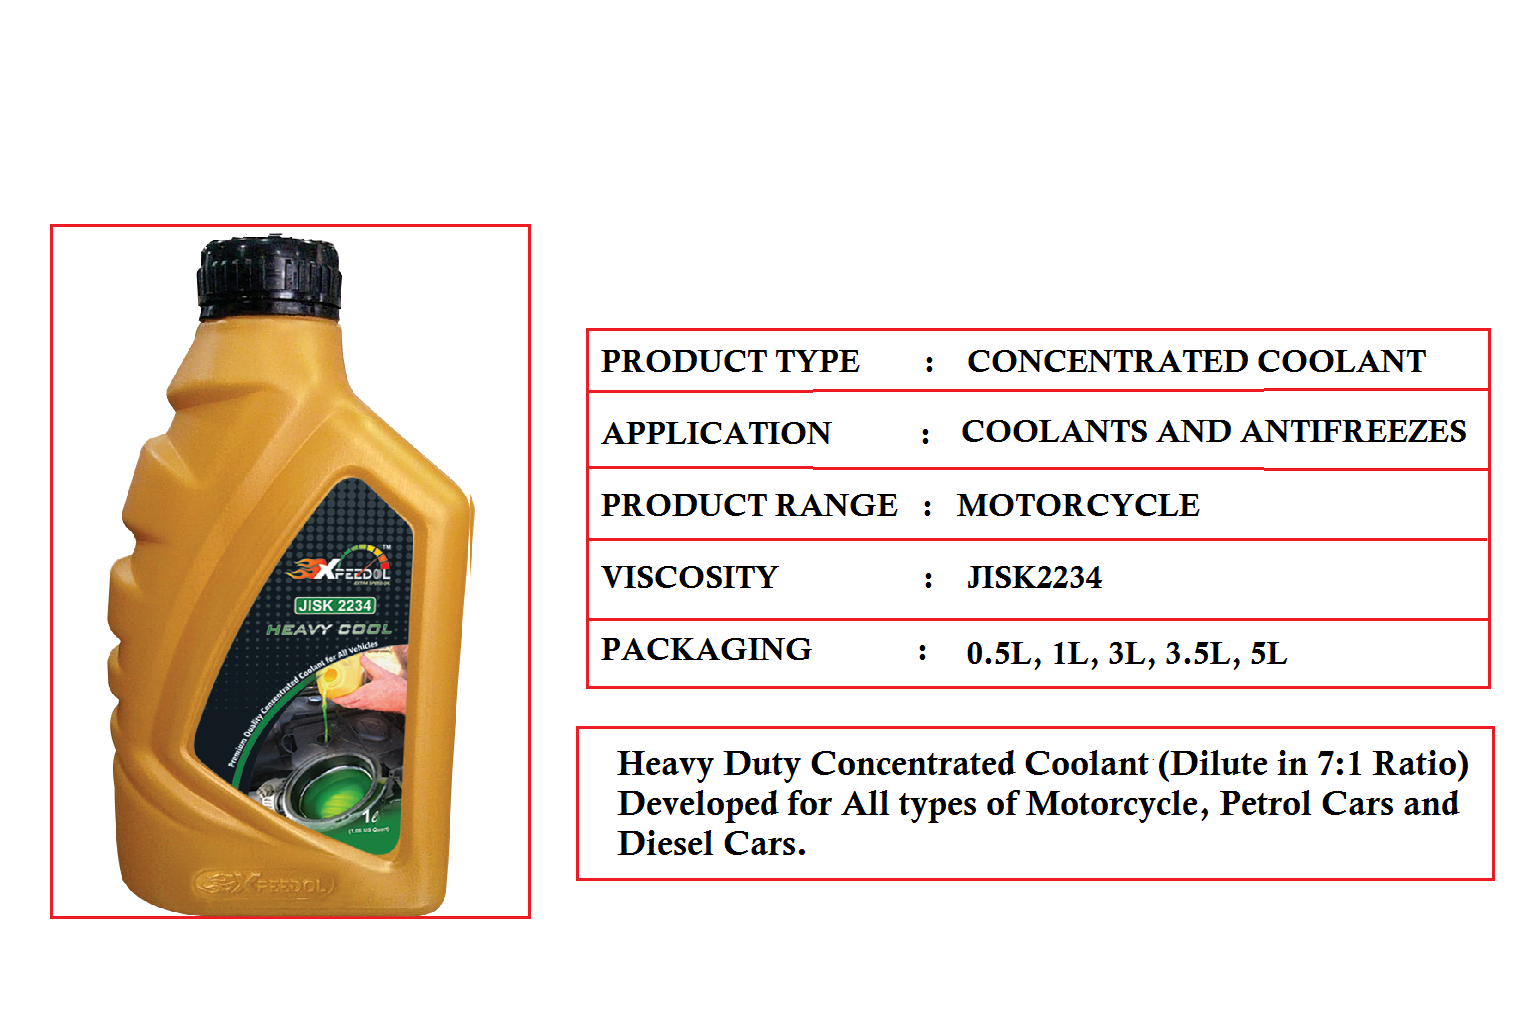 XPEEDOL
TM
JISK 2234
HEAVY COOL
Premium Quality Concentrated Coolant for All Vehicles
1ℓ
(1.06 US Quart)
XPEEDOL
PRODUCT TYPE : CONCENTRATED COOLANT
APPLICATION : COOLANTS AND ANTIFREEZES
PRODUCT RANGE : MOTORCYCLE
VISCOSITY : JISK2234
PACKAGING : 0.5L, 1L, 3L, 3.5L, 5L
Heavy Duty Concentrated Coolant (Dilute in 7:1 Ratio)
Developed for All types of Motorcycle, Petrol Cars and
Diesel Cars.